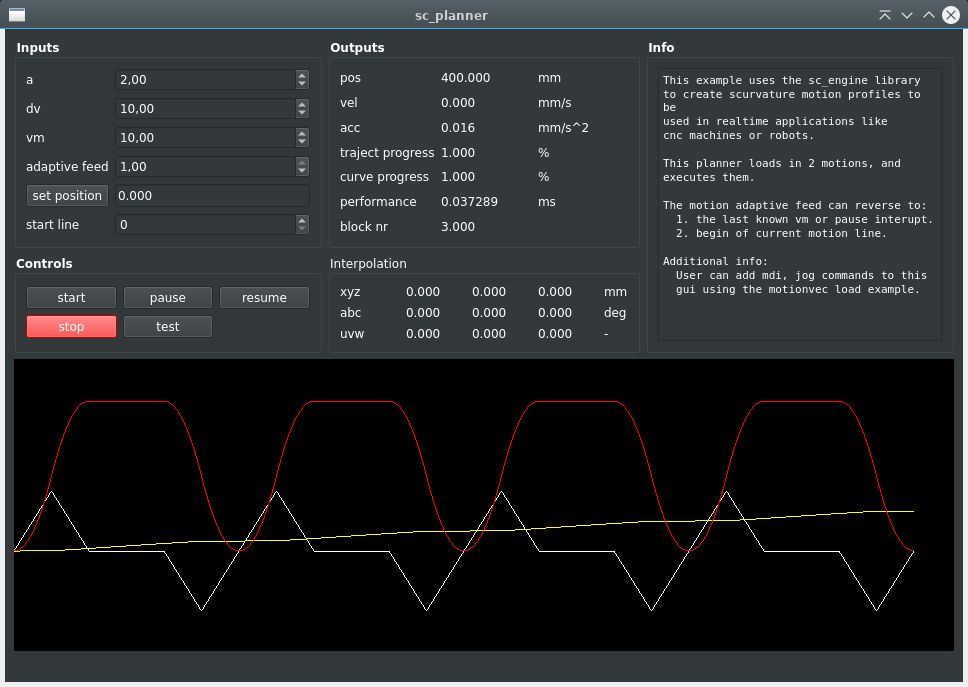 sc_planner
Inputs
a 2,00
dv 10,00
vm 10,00
adaptive feed 1,00
set position 0.000
start line 0
Controls
start pause resume
stop test
Outputs
pos 400.000 mm
vel 0.000 mm/s
acc 0.016 mm/s^2
traject progress 1.000 %
curve progress 1.000 %
performance 0.037289 ms
block nr 3.000
Interpolation
xyz 0.000 0.000 0.000 mm
abc 0.000 0.000 0.000 deg
uvw 0.000 0.000 0.000 -
Info
This example uses the sc_engine library
to create scurvature motion profiles to
be
used in realtime applications like
cnc machines or robots.
This planner loads in 2 motions, and
executes them.
The motion adaptive feed can reverse to:
1. the last known vm or pause interupt.
2. begin of current motion line.
Additional info:
User can add mdi, jog commands to this
gui using the motionvec load example.